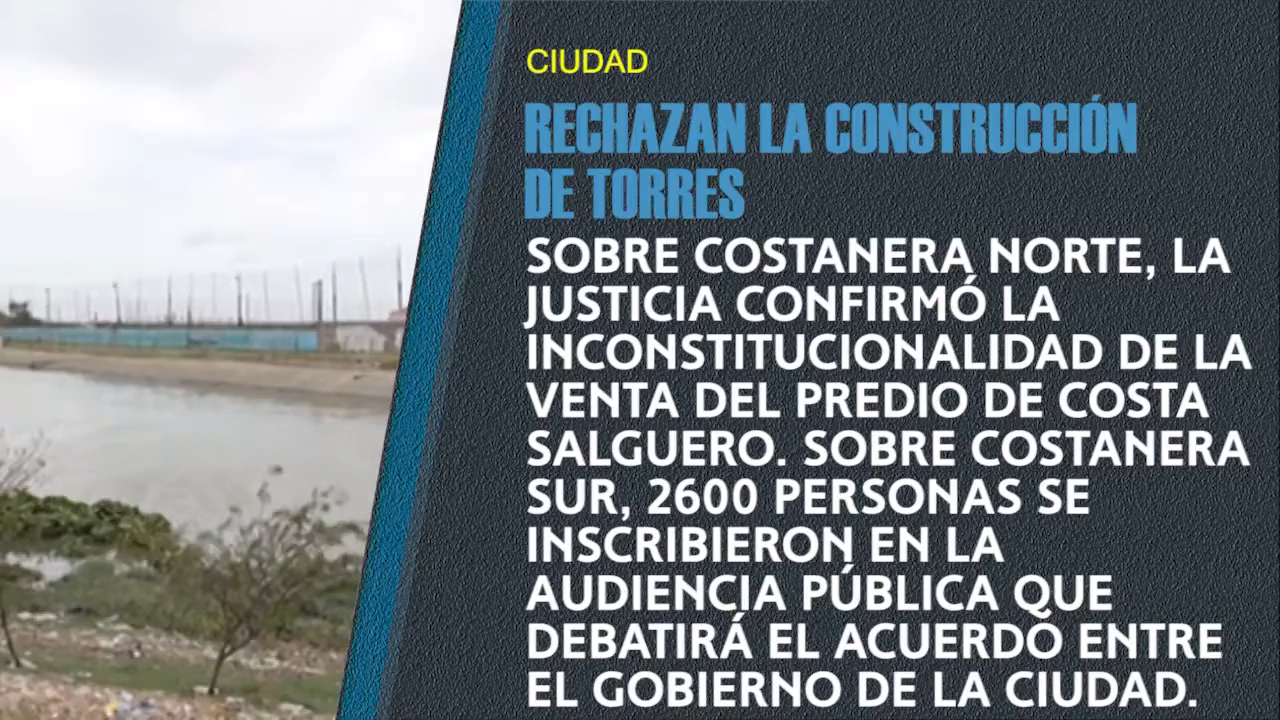 CIUDAD
RECHAZAN LA CONSTRUCCIÓN
DE TORRES
SOBRE COSTANERA NORTE, LA
JUSTICIA CONFIRMÓ LA
INCONSTITUCIONALIDAD DE LA
VENTA DEL PREDIO DE COSTA
SALGUERO. SOBRE COSTANERA
SUR, 2600 PERSONAS SE
INSCRIBIERON EN LA
AUDIENCIA PÚBLICA QUE
DEBATIRÁ EL ACUERDO ENTRE
EL GOBIERNO DE LA CIUDAD.